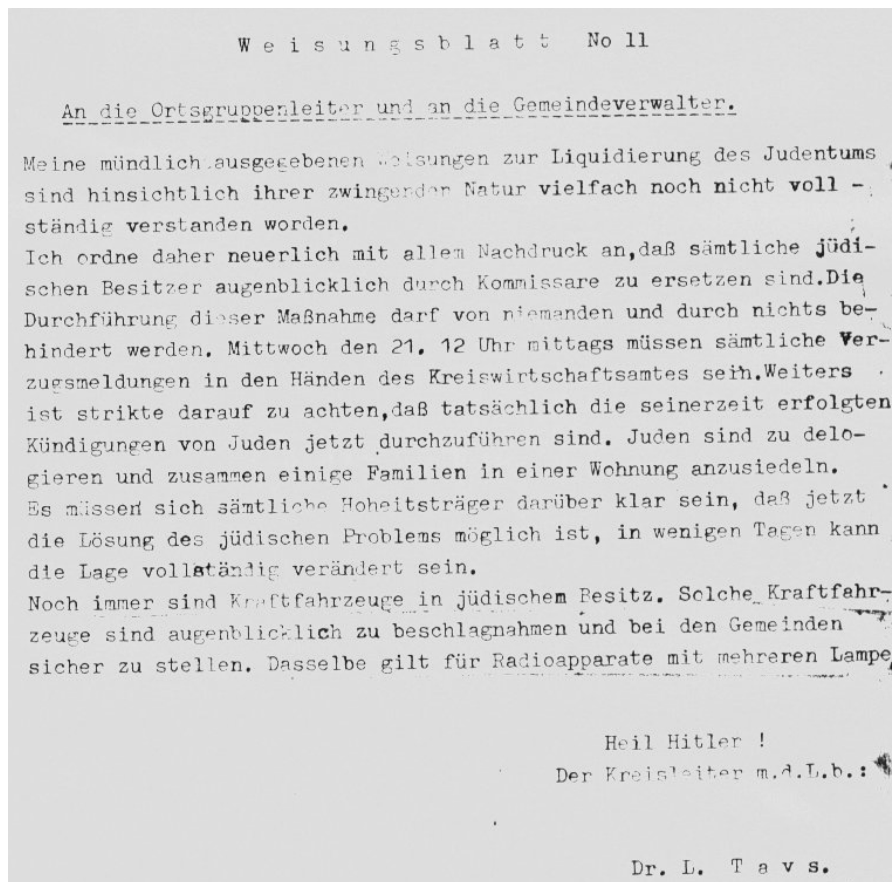 W e i s u n g s b l a t t No 11
An die Ortsgruppenleiter und an die Gemeindeverwalter.
Meine mündlich ausgegebenen Weisungen zur Liquidierung des Judentums
sind hinsichtlich ihrer zwingenden Natur vielfach noch nicht voll -
ständig verstanden worden.
Ich ordne daher neuerlich mit allem Nachdruck an,daß sämtliche jüdi-
schen Besitzer augenblicklich durch Kommissare zu ersetzen sind.Die
Durchführung dieser Maßnahme darf von niemanden und durch nichts be-
hindert werden. Mittwoch den 21. 12 Uhr mittags müssen sämtliche Ver-
zugsmeldungen in den Händen des Kreiswirtschaftsamtes sein.Weiters
ist strikte darauf zu achten,daß tatsächlich die seinerzeit erfolgten
Kündigungen von Juden jetzt durchzuführen sind. Juden sind zu delo-
gieren und zusammen einige Familien in einer Wohnung anzusiedeln.
Es müssen sich sämtliche Hoheitsträger darüber klar sein, daß jetzt
die Lösung des jüdischen Problems möglich ist, in wenigen Tagen kann
die Lage vollständig verändert sein.
Noch immer sind Kraftfahrzeuge in jüdischem Besitz. Solche Kraftfahr-
zeuge sind augenblicklich zu beschlagnahmen und bei den Gemeinden
sicher zu stellen. Dasselbe gilt für Radioapparate mit mehreren Lampe
Heil Hitler !
Der Kreisleiter m.d.L.b.:
Dr. L. T a v s.